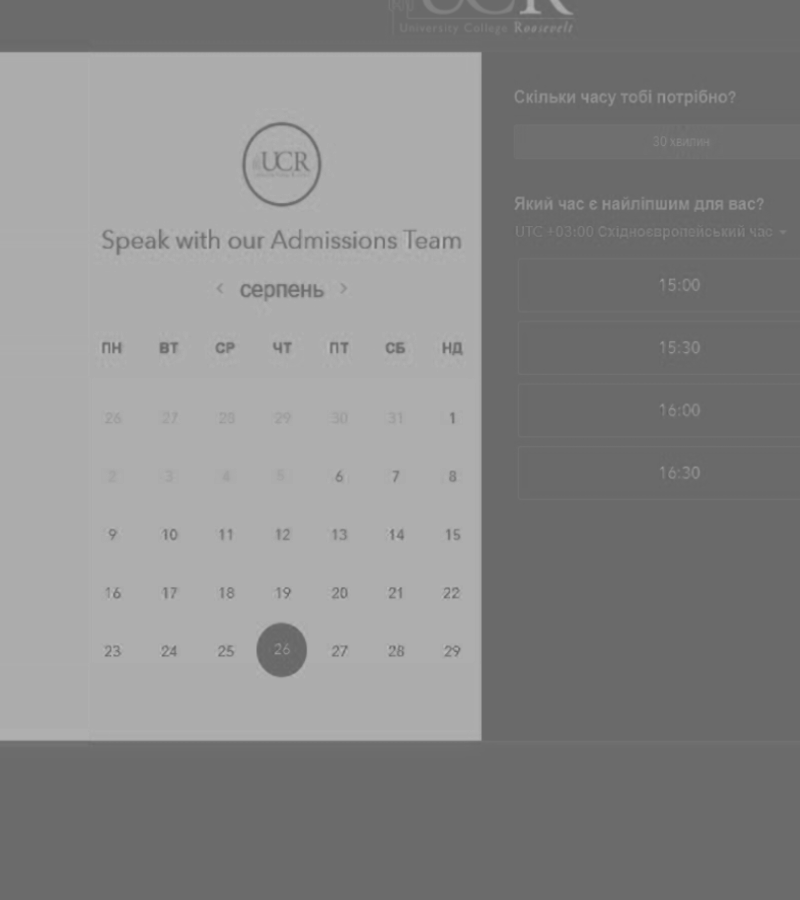 UCR
University College Roosevelt
UCR
Speak with our Admissions Team
< серпень >
ПН ВТ СР ЧТ ПТ СБ НД
26 27 28 29 30 31 1
2 3 4 5 6 7 8
9 10 11 12 13 14 15
16 17 18 19 20 21 22
23 24 25 26 27 28 29
Скільки часу тобі потрібно?
30 хвилин
Який час є найліпшим для вас?
UTC +03:00 Східноєвропейський час
15:00
15:30
16:00
16:30